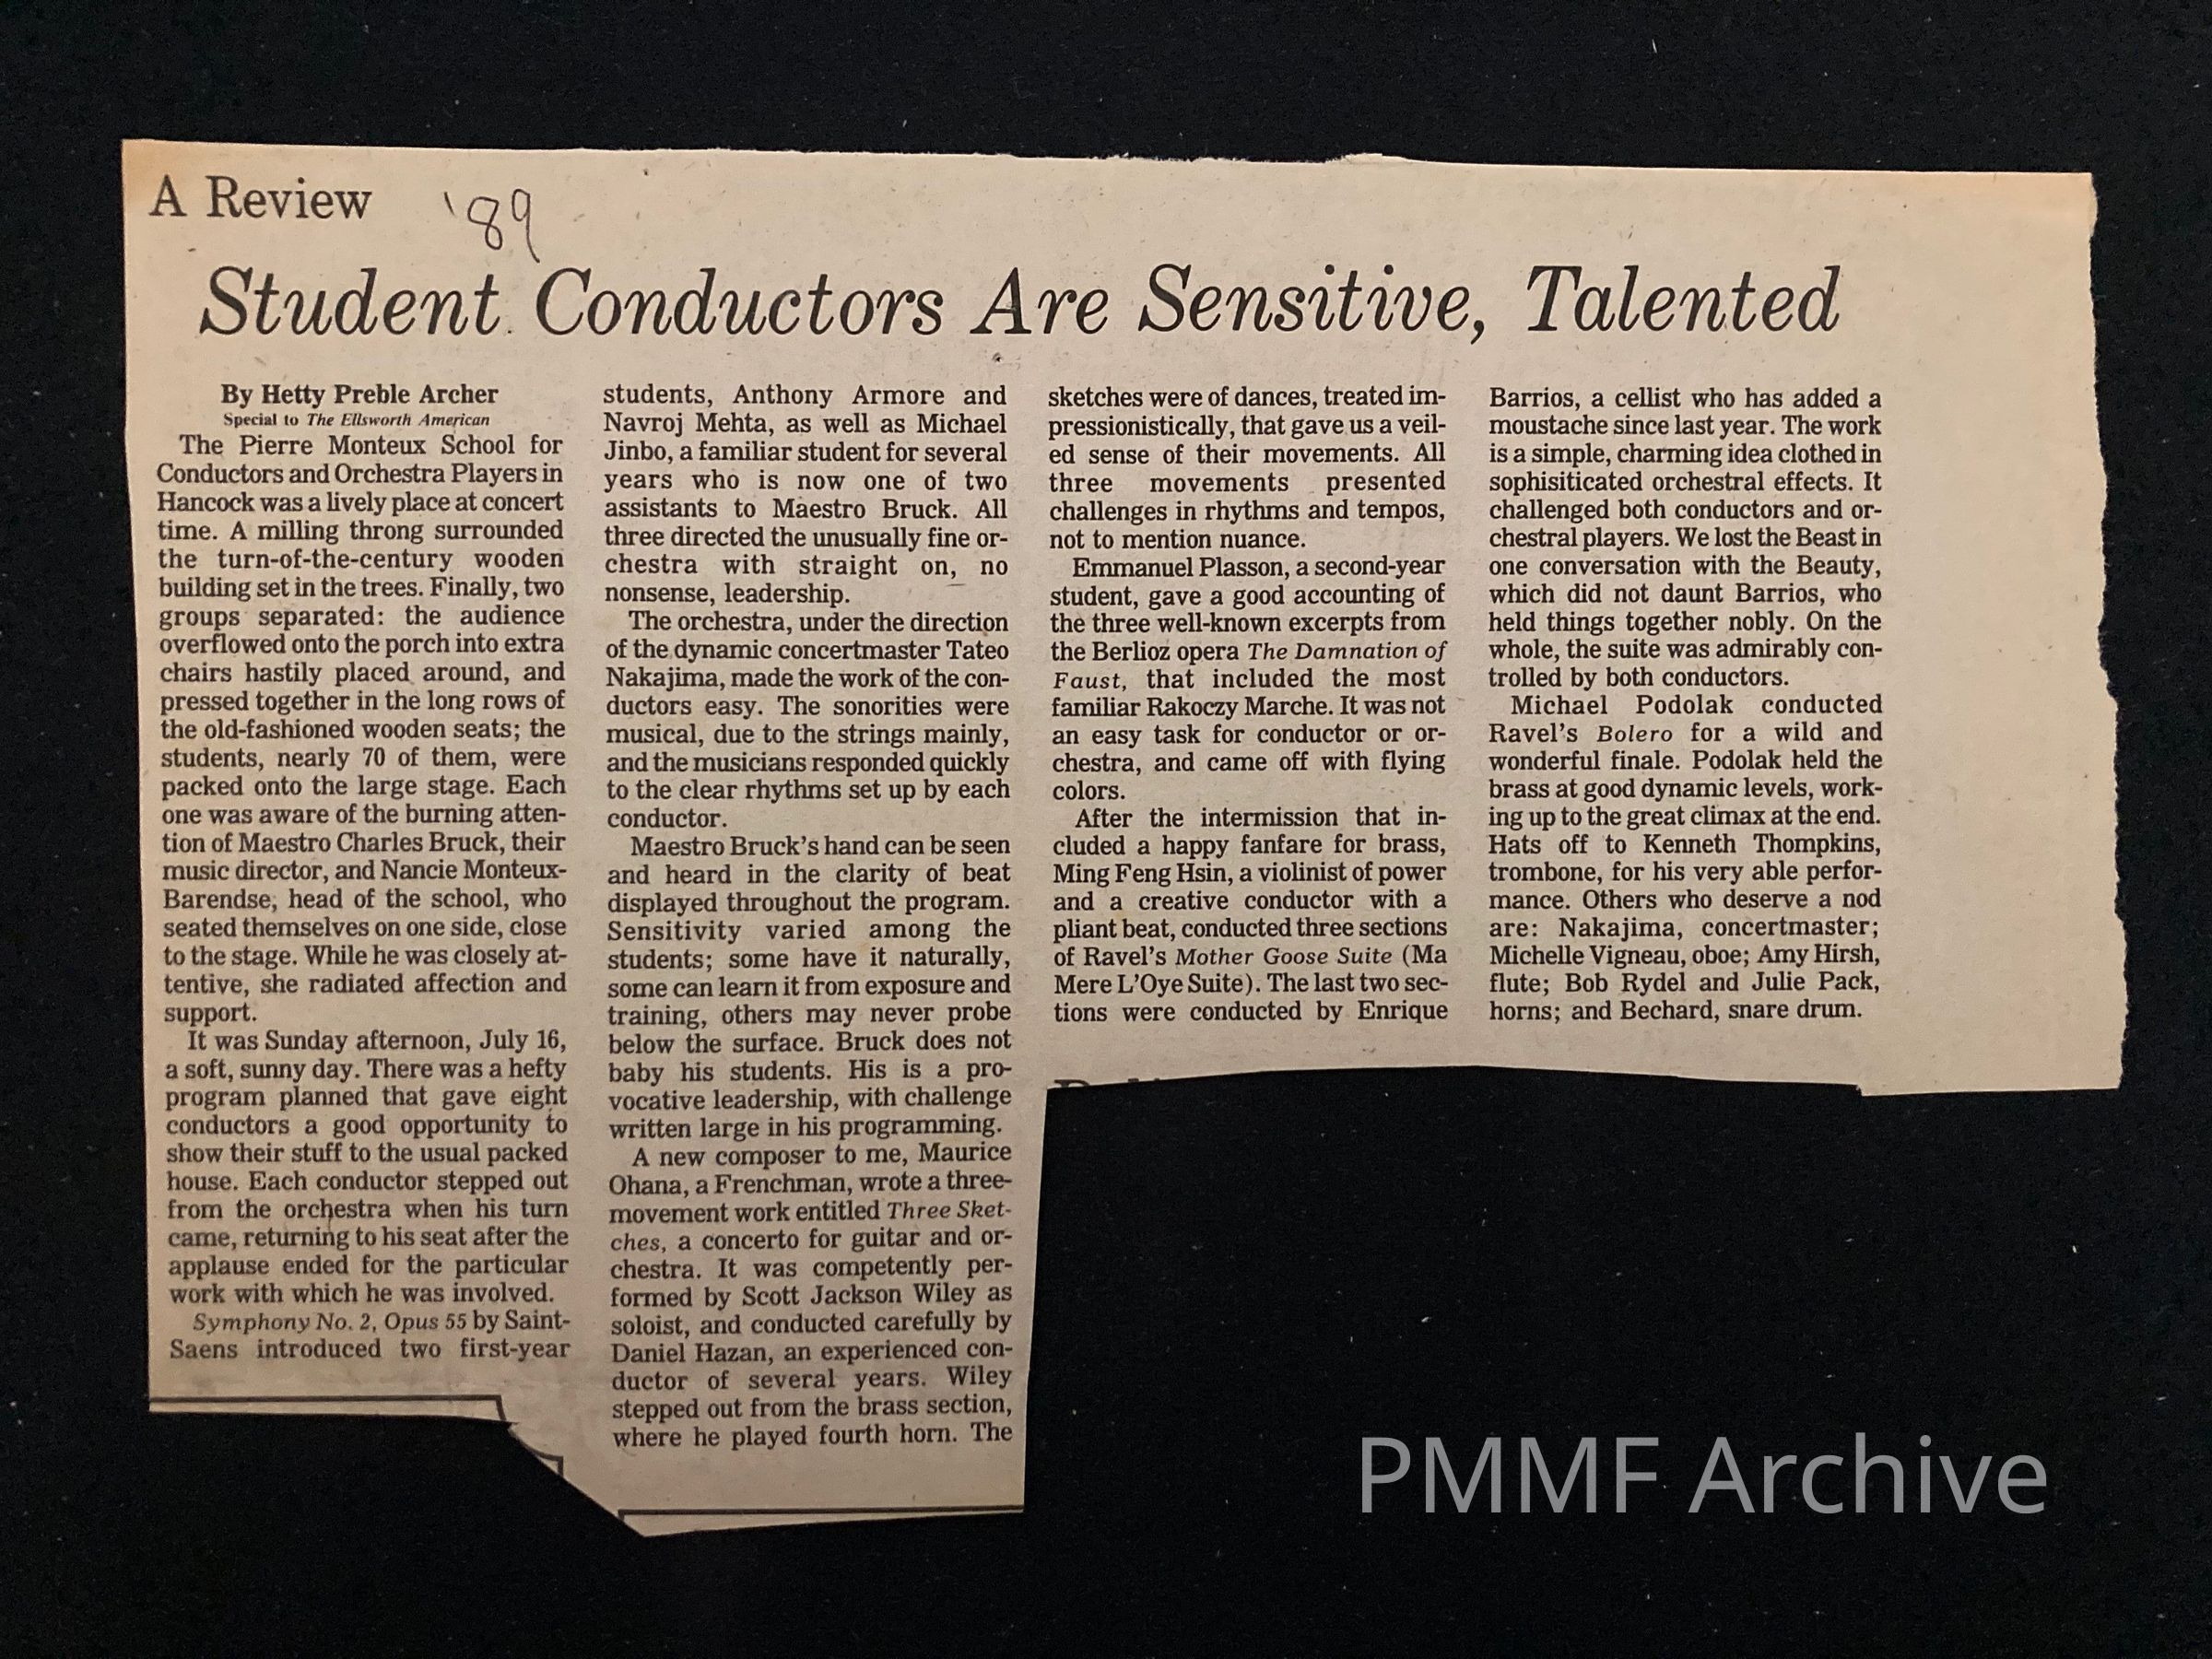 A Review
'89
Student Conductors Are Sensitive, Talented
By Hetty Preble Archer
Special to The Ellsworth American
The Pierre Monteux School for
Conductors and Orchestra Players in
Hancock was a lively place at concert
time. A milling throng surrounded
the turn-of-the-century wooden
building set in the trees. Finally, two
groups separated: the audience
overflowed onto the porch into extra
chairs hastily placed around, and
pressed together in the long rows of
the old-fashioned wooden seats; the
students, nearly 70 of them, were
packed onto the large stage. Each
one was aware of the burning atten-
tion of Maestro Charles Bruck, their
music director, and Nancie Monteux-
Barendse, head of the school, who
seated themselves on one side, close
to the stage. While he was closely at-
tentive, she radiated affection and
support.
It was Sunday afternoon, July 16,
a soft, sunny day. There was a hefty
program planned that gave eight
conductors a good opportunity to
show their stuff to the usual packed
house. Each conductor stepped out
from the orchestra when his turn
came, returning to his seat after the
applause ended for the particular
work with which he was involved.
Symphony No. 2, Opus 55 by Saint-
Saens introduced two first-year
students, Anthony Armore and
Navroj Mehta, as well as Michael
Jinbo, a familiar student for several
years who is now one of two
assistants to Maestro Bruck. All
three directed the unusually fine or-
chestra with straight on, no
nonsense, leadership.
The orchestra, under the direction
of the dynamic concertmaster Tateo
Nakajima, made the work of the con-
ductors easy. The sonorities were
musical, due to the strings mainly,
and the musicians responded quickly
to the clear rhythms set up by each
conductor.
Maestro Bruck's hand can be seen
and heard in the clarity of beat
displayed throughout the program.
Sensitivity varied among the
students; some have it naturally,
some can learn it from exposure and
training, others may never probe
below the surface. Bruck does not
baby his students. His is a pro-
vocative leadership, with challenge
written large in his programming.
A new composer to me, Maurice
Ohana, a Frenchman, wrote a three-
movement work entitled Three Sket-
ches, a concerto for guitar and or-
chestra. It was competently per-
formed by Scott Jackson Wiley as
soloist, and conducted carefully by
Daniel Hazan, an experienced con-
ductor of several years. Wiley
stepped out from the brass section,
where he played fourth horn. The
sketches were of dances, treated im-
pressionistically, that gave us a veil-
ed sense of their movements. All
three movements presented
challenges in rhythms and tempos,
not to mention nuance.
Emmanuel Plasson, a second-year
student, gave a good accounting of
the three well-known excerpts from
the Berlioz opera The Damnation of
Faust, that included the most
familiar Rakoczy Marche. It was not
an easy task for conductor or or-
chestra, and came off with flying
colors.
After the intermission that in-
cluded a happy fanfare for brass,
Ming Feng Hsin, a violinist of power
and a creative conductor with a
pliant beat, conducted three sections
of Ravel's Mother Goose Suite (Ma
Mere L'Oye Suite). The last two sec-
tions were conducted by Enrique
Barrios, a cellist who has added a
moustache since last year. The work
is a simple, charming idea clothed in
sophisiticated orchestral effects. It
challenged both conductors and or-
chestral players. We lost the Beast in
one conversation with the Beauty,
which did not daunt Barrios, who
held things together nobly. On the
whole, the suite was admirably con-
trolled by both conductors.
Michael Podolak conducted
Ravel's Bolero for a wild and
wonderful finale. Podolak held the
brass at good dynamic levels, work-
ing up to the great climax at the end.
Hats off to Kenneth Thompkins,
trombone, for his very able perfor-
mance. Others who deserve a nod
are: Nakajima, concertmaster;
Michelle Vigneau, oboe; Amy Hirsh,
flute; Bob Rydel and Julie Pack,
horns; and Bechard, snare drum.
PMMF Archive